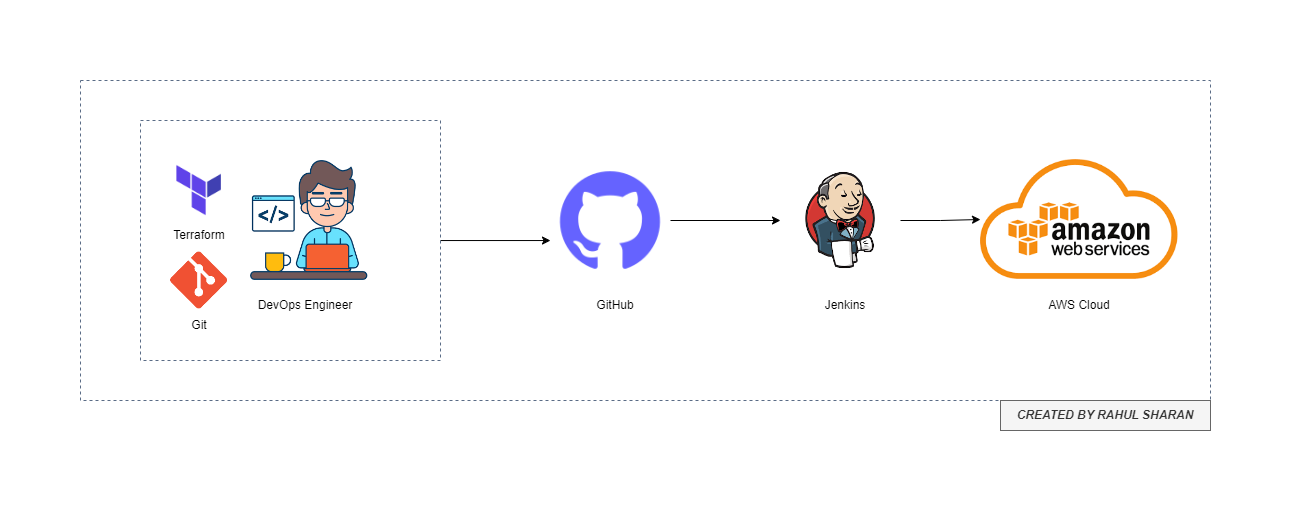 Terraform
</>
Git
DevOps Engineer
GitHub
Jenkins
amazon
web services
AWS Cloud
CREATED BY RAHUL SHARAN